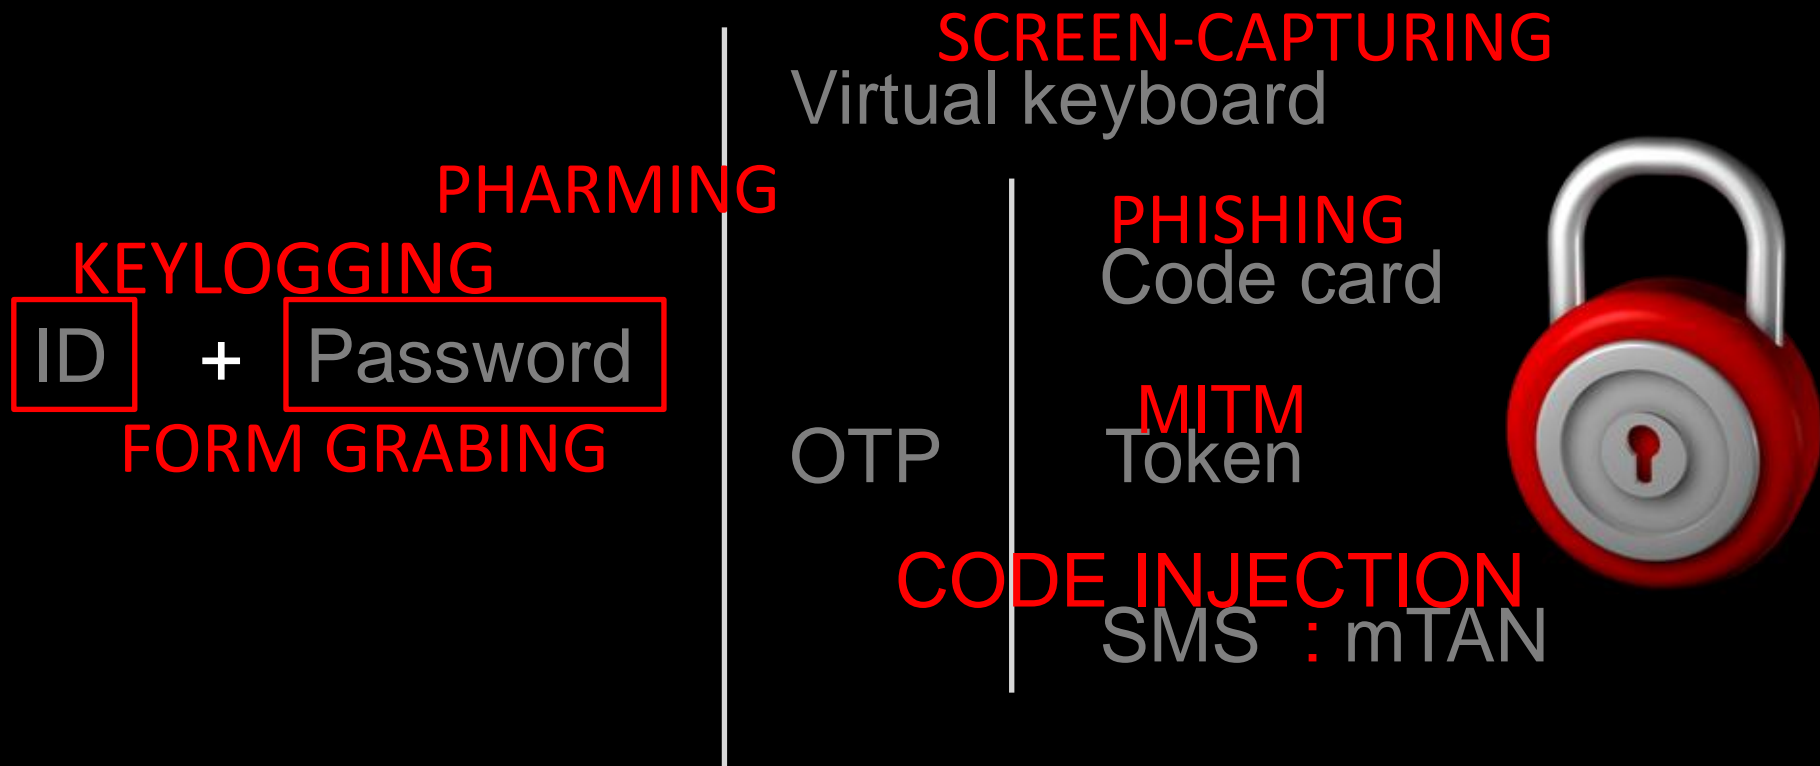 PHARMING
KEYLOGGING
ID + Password
FORM GRABING
SCREEN-CAPTURING
Virtual keyboard
OTP
PHISHING
Code card
MITM
Token
CODE INJECTION
SMS : mTAN